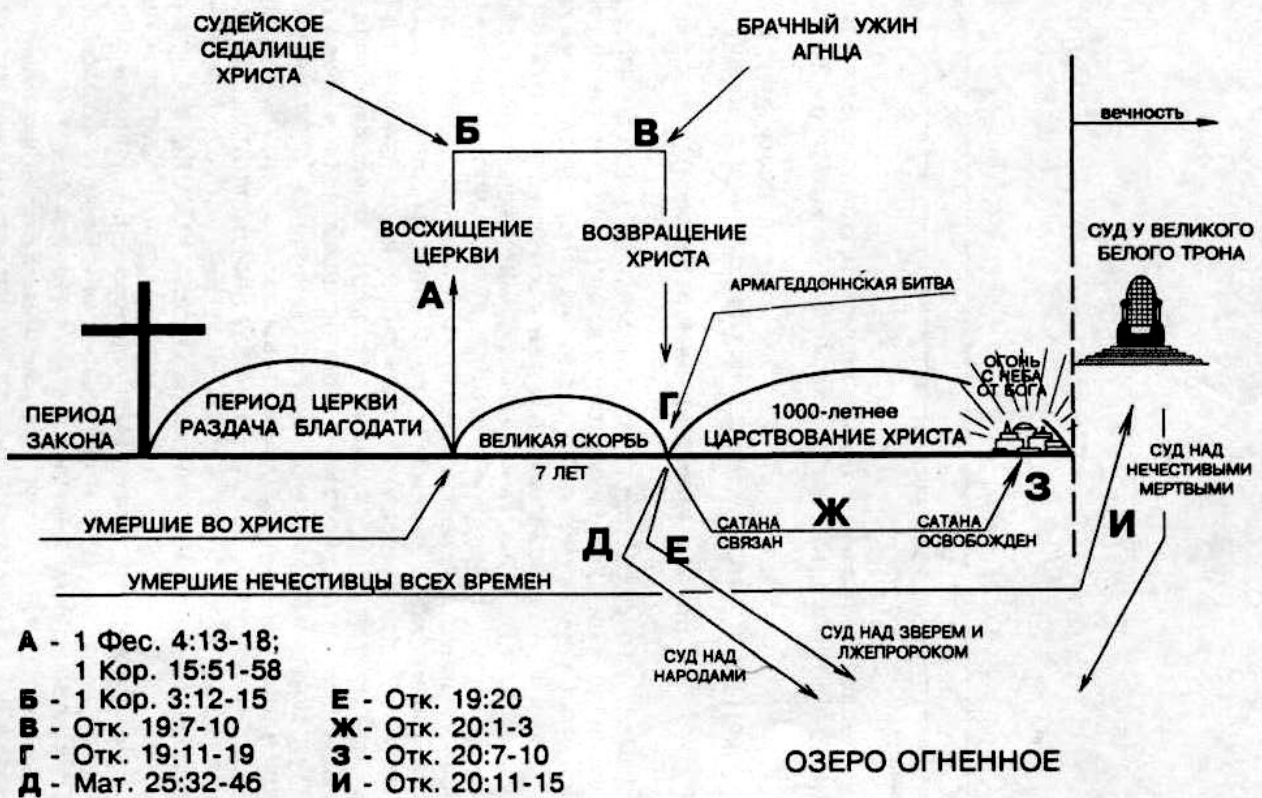 СУДЕЙСКОЕ
СЕДАЛИЩЕ
ХРИСТА
БРАЧНЫЙ УЖИН
АГНЦА
Б
В
вечность
ВОСХИЩЕНИЕ
ЦЕРКВИ
ВОЗВРАЩЕНИЕ
ХРИСТА
СУД У ВЕЛИКОГО
БЕЛОГО ТРОНА
А
АРМАГЕДДОННСКАЯ БИТВА
ПЕРИОД
ЗАКОНА
ПЕРИОД ЦЕРКВИ
РАЗДАЧА БЛАГОДАТИ
ВЕЛИКАЯ СКОРБЬ
7 ЛЕТ
Г
1000-летнее
ЦАРСТВОВАНИЕ ХРИСТА
ОГОНЬ
С НЕБА
ОТ БОГА
СУД НАД
НЕЧЕСТИВЫМИ
МЕРТВЫМИ
УМЕРШИЕ ВО ХРИСТЕ
Д
Е
САТАНА
СВЯЗАН
Ж
САТАНА
ОСВОБОЖДЕН
З
И
УМЕРШИЕ НЕЧЕСТИВЦЫ ВСЕХ ВРЕМЕН
СУД НАД
НАРОДАМИ
СУД НАД ЗВЕРЕМ И
ЛЖЕПРОРОКОМ
А - 1 Фес. 4:13-18;
1 Кор. 15:51-58
Б - 1 Кор. 3:12-15
В - Отк. 19:7-10
Г - Отк. 19:11-19
Д - Мат. 25:32-46
Е - Отк. 19:20
Ж - Отк. 20:1-3
З - Отк. 20:7-10
И - Отк. 20:11-15
ОЗЕРО ОГНЕННОЕ